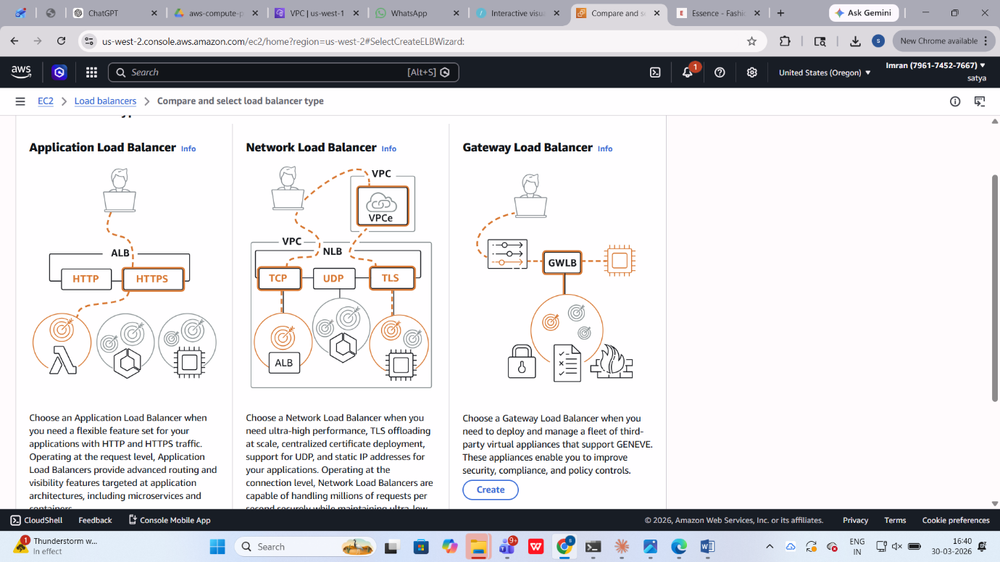 ChatGPT
aws-compute-p
VPC | us-west-1
WhatsApp
Interactive visu
Compare and se
E
Essence - Fashi
Ask Gemini
us-west-2.console.aws.amazon.com/ec2/home?region=us-west-2#SelectCreateELBWizard:
S
New Chrome available
aws
Search
[Alt+S]
1
United States (Oregon)
Imran (7961-7452-7667)
satya
EC2
Load balancers
Compare and select load balancer type
Application Load Balancer Info
ALB
HTTP
HTTPS
Choose an Application Load Balancer when
you need a flexible feature set for your
applications with HTTP and HTTPS traffic.
Operating at the request level, Application
Load Balancers provide advanced routing and
visibility features targeted at application
architectures, including microservices and
containers.
Network Load Balancer Info
VPC
VPCe
VPC
NLB
TCP
UDP
TLS
ALB
Choose a Network Load Balancer when you
need ultra-high performance, TLS offloading
at scale, centralized certificate deployment,
support for UDP, and static IP addresses for
your applications. Operating at the
connection level, Network Load Balancers are
capable of handling millions of requests per
second securely while maintaining ultra-low
Gateway Load Balancer Info
GWLB
Choose a Gateway Load Balancer when you
need to deploy and manage a fleet of third-
party virtual appliances that support GENEVE.
These appliances enable you to improve
security, compliance, and policy controls.
Create
CloudShell
Feedback
Console Mobile App
© 2026, Amazon Web Services, Inc. or its affiliates.
Privacy
Terms
Cookie preferences
1
Thunderstorm w...
In effect
Search
9+
S
ENG
IN
16:40
30-03-2026